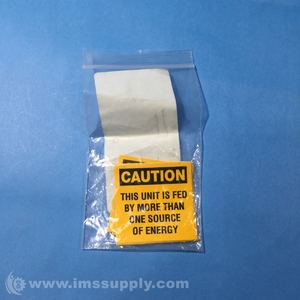 CAUTION
THIS UNIT IS FED
BY MORE THAN
ONE SOURCE
OF ENERGY
© www.imssupply.com